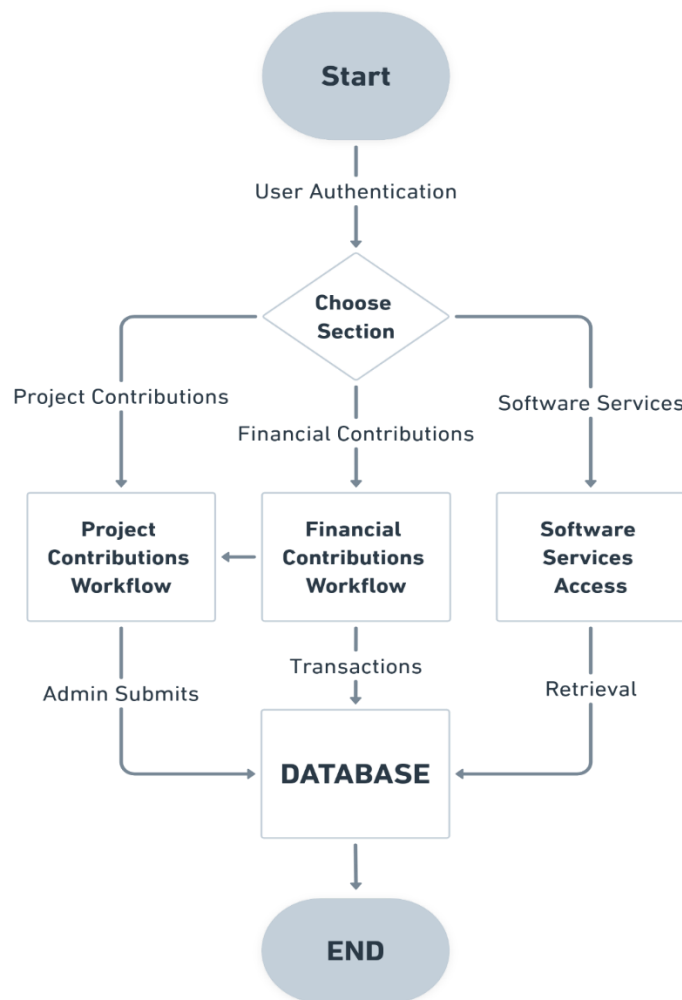 Start
User Authentication
Choose
Section
Project Contributions
Financial Contributions
Software Services
Project
Contributions
Workflow
Financial
Contributions
Workflow
Software
Services
Access
Admin Submits
Transactions
Retrieval
DATABASE
END